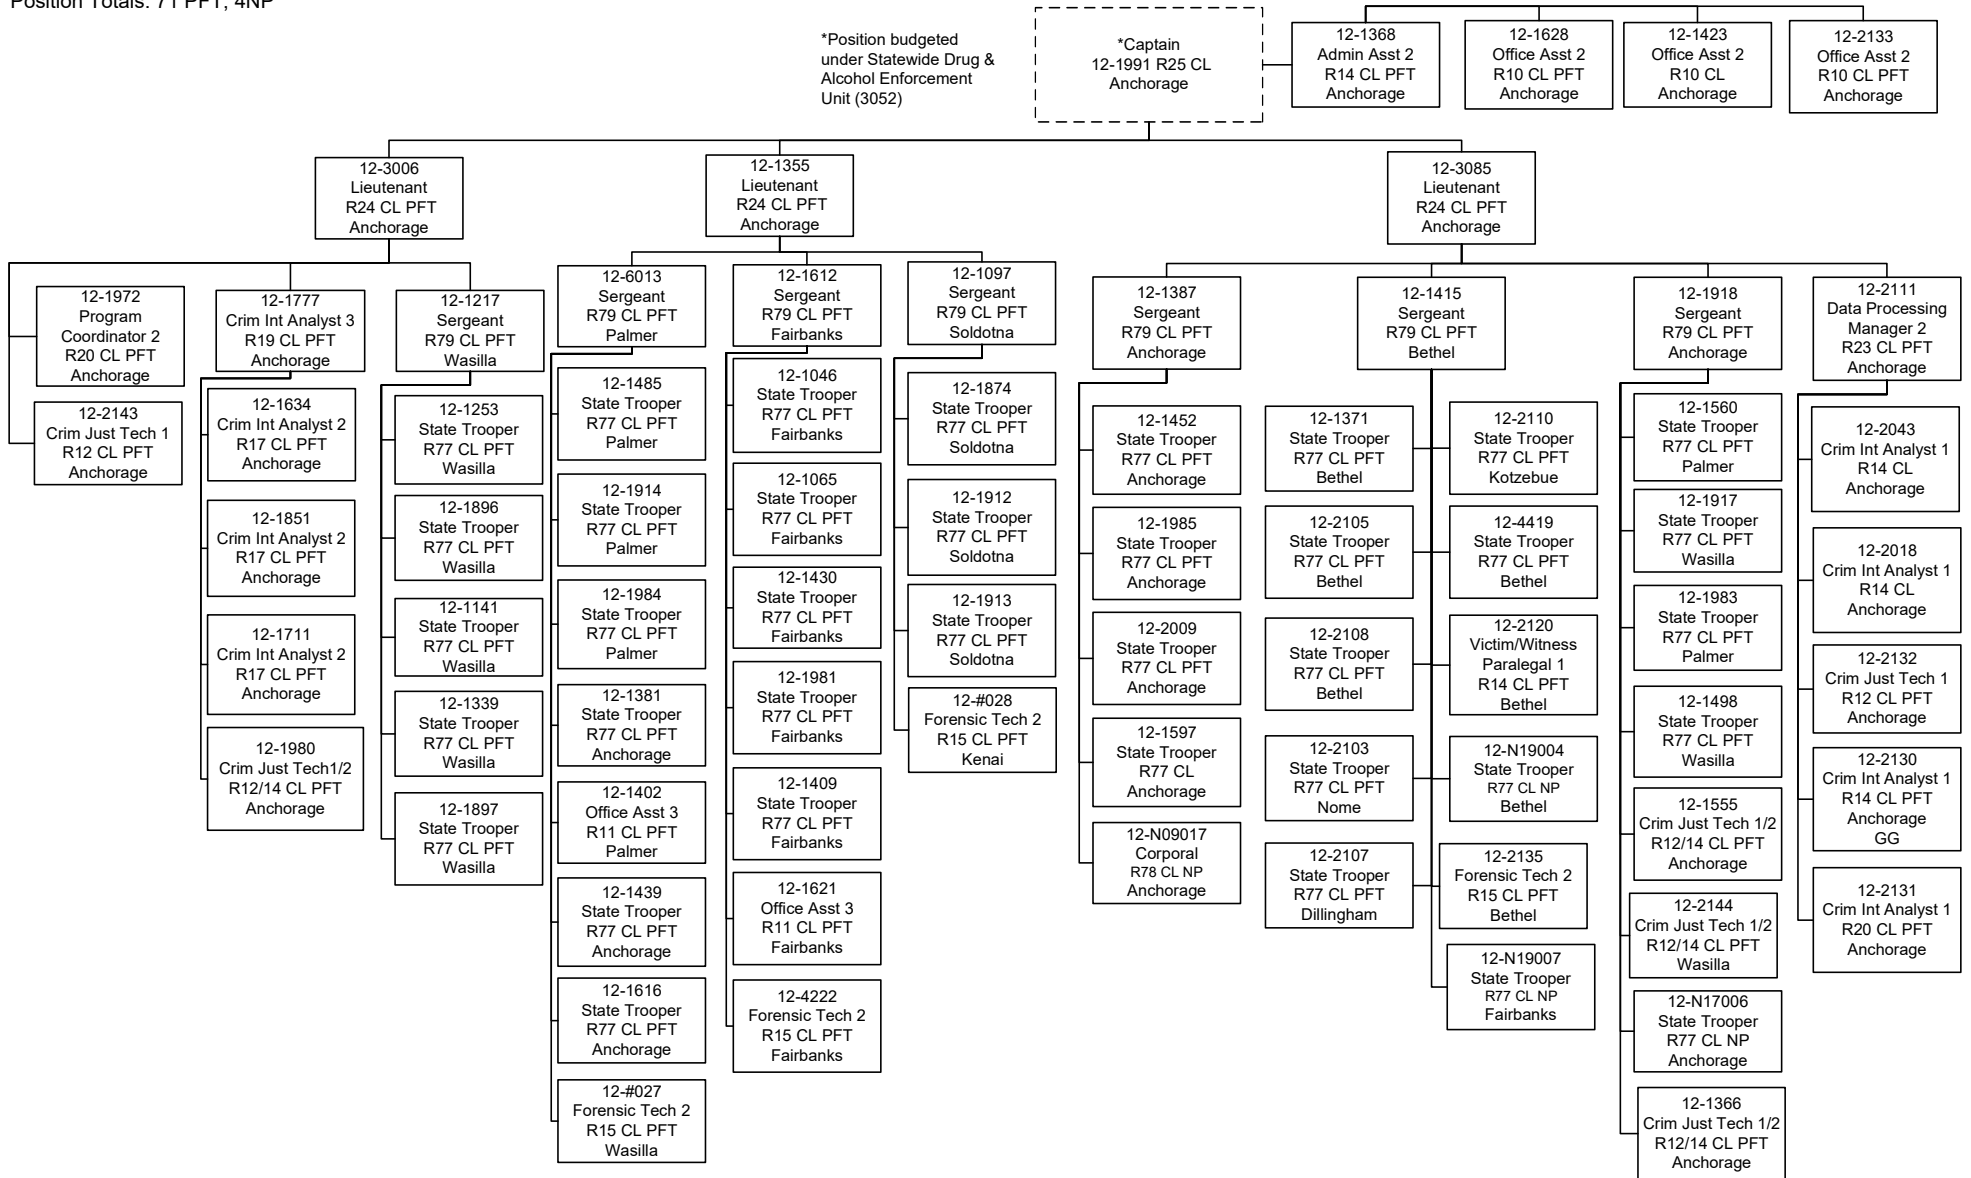 Position Totals: 71 PFT, 4NP
*Position budgeted
under Statewide Drug &
Alcohol Enforcement
Unit (3052)
*Captain
12-1991 R25 CL
Anchorage
12-1368
Admin Asst 2
R14 CL PFT
Anchorage
12-1628
Office Asst 2
R10 CL PFT
Anchorage
12-1423
Office Asst 2
R10 CL
Anchorage
12-2133
Office Asst 2
R10 CL PFT
Anchorage
12-3006
Lieutenant
R24 CL PFT
Anchorage
12-1355
Lieutenant
R24 CL PFT
Anchorage
12-3085
Lieutenant
R24 CL PFT
Anchorage
12-1972
Program
Coordinator 2
R20 CL PFT
Anchorage
12-2143
Crim Just Tech 1
R12 CL PFT
Anchorage
12-1777
Crim Int Analyst 3
R19 CL PFT
Anchorage
12-1634
Crim Int Analyst 2
R17 CL PFT
Anchorage
12-1851
Crim Int Analyst 2
R17 CL PFT
Anchorage
12-1711
Crim Int Analyst 2
R17 CL PFT
Anchorage
12-1980
Crim Just Tech1/2
R12/14 CL PFT
Anchorage
12-1217
Sergeant
R79 CL PFT
Wasilla
12-1253
State Trooper
R77 CL PFT
Wasilla
12-1896
State Trooper
R77 CL PFT
Wasilla
12-1141
State Trooper
R77 CL PFT
Wasilla
12-1339
State Trooper
R77 CL PFT
Wasilla
12-1897
State Trooper
R77 CL PFT
Wasilla
12-6013
Sergeant
R79 CL PFT
Palmer
12-1485
State Trooper
R77 CL PFT
Palmer
12-1914
State Trooper
R77 CL PFT
Palmer
12-1984
State Trooper
R77 CL PFT
Palmer
12-1381
State Trooper
R77 CL PFT
Anchorage
12-1402
Office Asst 3
R11 CL PFT
Palmer
12-1439
State Trooper
R77 CL PFT
Anchorage
12-1616
State Trooper
R77 CL PFT
Anchorage
12-#027
Forensic Tech 2
R15 CL PFT
Wasilla
12-1612
Sergeant
R79 CL PFT
Fairbanks
12-1046
State Trooper
R77 CL PFT
Fairbanks
12-1065
State Trooper
R77 CL PFT
Fairbanks
12-1430
State Trooper
R77 CL PFT
Fairbanks
12-1981
State Trooper
R77 CL PFT
Fairbanks
12-1409
State Trooper
R77 CL PFT
Fairbanks
12-1621
Office Asst 3
R11 CL PFT
Fairbanks
12-4222
Forensic Tech 2
R15 CL PFT
Fairbanks
12-1097
Sergeant
R79 CL PFT
Soldotna
12-1874
State Trooper
R77 CL PFT
Soldotna
12-1912
State Trooper
R77 CL PFT
Soldotna
12-1913
State Trooper
R77 CL PFT
Soldotna
12-#028
Forensic Tech 2
R15 CL PFT
Kenai
12-1387
Sergeant
R79 CL PFT
Anchorage
12-1452
State Trooper
R77 CL PFT
Anchorage
12-1985
State Trooper
R77 CL PFT
Anchorage
12-2009
State Trooper
R77 CL PFT
Anchorage
12-1597
State Trooper
R77 CL
Anchorage
12-N09017
Corporal
R78 CL NP
Anchorage
12-1415
Sergeant
R79 CL PFT
Bethel
12-1371
State Trooper
R77 CL PFT
Bethel
12-2110
State Trooper
R77 CL PFT
Kotzebue
12-2105
State Trooper
R77 CL PFT
Bethel
12-4419
State Trooper
R77 CL PFT
Bethel
12-2108
State Trooper
R77 CL PFT
Bethel
12-2120
Victim/Witness
Paralegal 1
R14 CL PFT
Bethel
12-2103
State Trooper
R77 CL PFT
Nome
12-N19004
State Trooper
R77 CL NP
Bethel
12-2107
State Trooper
R77 CL PFT
Dillingham
12-2135
Forensic Tech 2
R15 CL PFT
Bethel
12-N19007
State Trooper
R77 CL NP
Fairbanks
12-1918
Sergeant
R79 CL PFT
Anchorage
12-1560
State Trooper
R77 CL PFT
Palmer
12-1917
State Trooper
R77 CL PFT
Wasilla
12-1983
State Trooper
R77 CL PFT
Palmer
12-1498
State Trooper
R77 CL PFT
Wasilla
12-1555
Crim Just Tech 1/2
R12/14 CL PFT
Anchorage
12-2144
Crim Just Tech 1/2
R12/14 CL PFT
Wasilla
12-N17006
State Trooper
R77 CL NP
Anchorage
12-1366
Crim Just Tech 1/2
R12/14 CL PFT
Anchorage
12-2111
Data Processing
Manager 2
R23 CL PFT
Anchorage
12-2043
Crim Int Analyst 1
R14 CL
Anchorage
12-2018
Crim Int Analyst 1
R14 CL
Anchorage
12-2132
Crim Just Tech 1
R12 CL PFT
Anchorage
12-2130
Crim Int Analyst 1
R14 CL PFT
Anchorage
GG
12-2131
Crim Int Analyst 1
R20 CL PFT
Anchorage